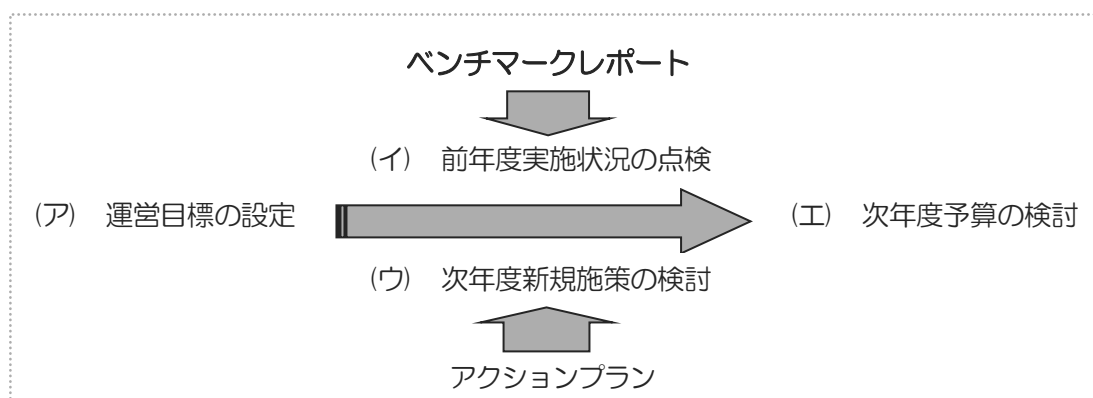 ベンチマークレポート
(イ) 前年度実施状況の点検
(ア) 運営目標の設定
(エ) 次年度予算の検討
(ウ) 次年度新規施策の検討
アクションプラン